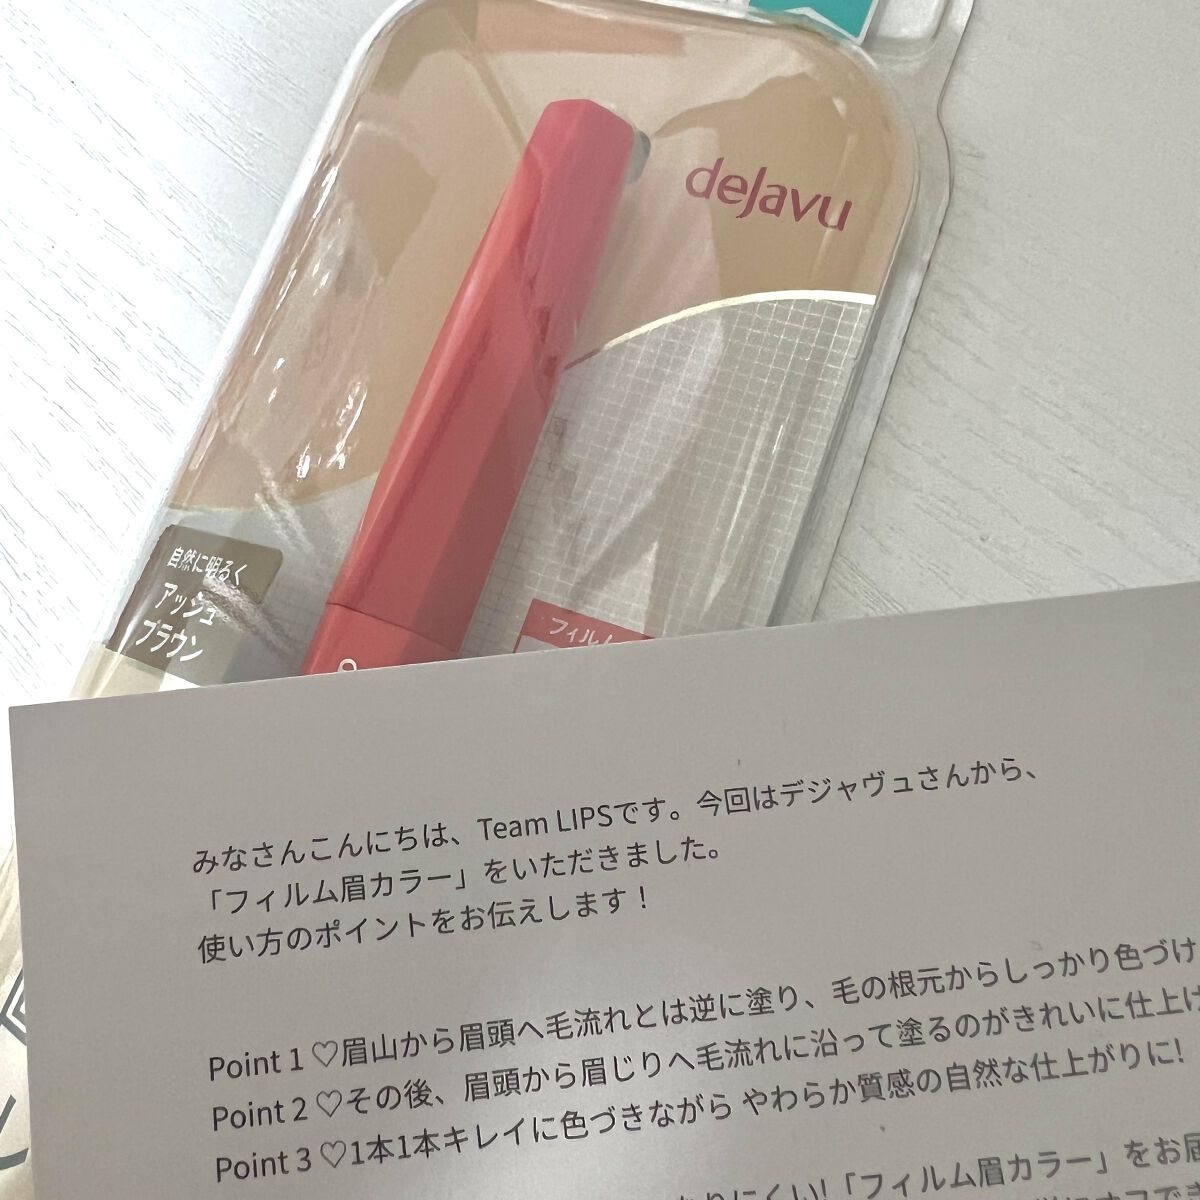 dejavu
自然に明るく
アッシュ
ブラウン
フィルム
みなさんこんにちは、Team LIPSです。今回はデジャヴュさんから、
「フィルム眉カラー」をいただきました。
使い方のポイントをお伝えします！
Point 1 ♡眉山から眉頭へ毛流れとは逆に塗り、毛の根元からしっかり色づけ
Point 2 ♡その後、眉頭から眉じりへ毛流れに沿って塗るのがきれいに仕上げ
Point 3 ♡1本1本キレイに色づきながら やわらか質感の自然な仕上がりに!
りにくい!「フィルム眉カラー」をお届